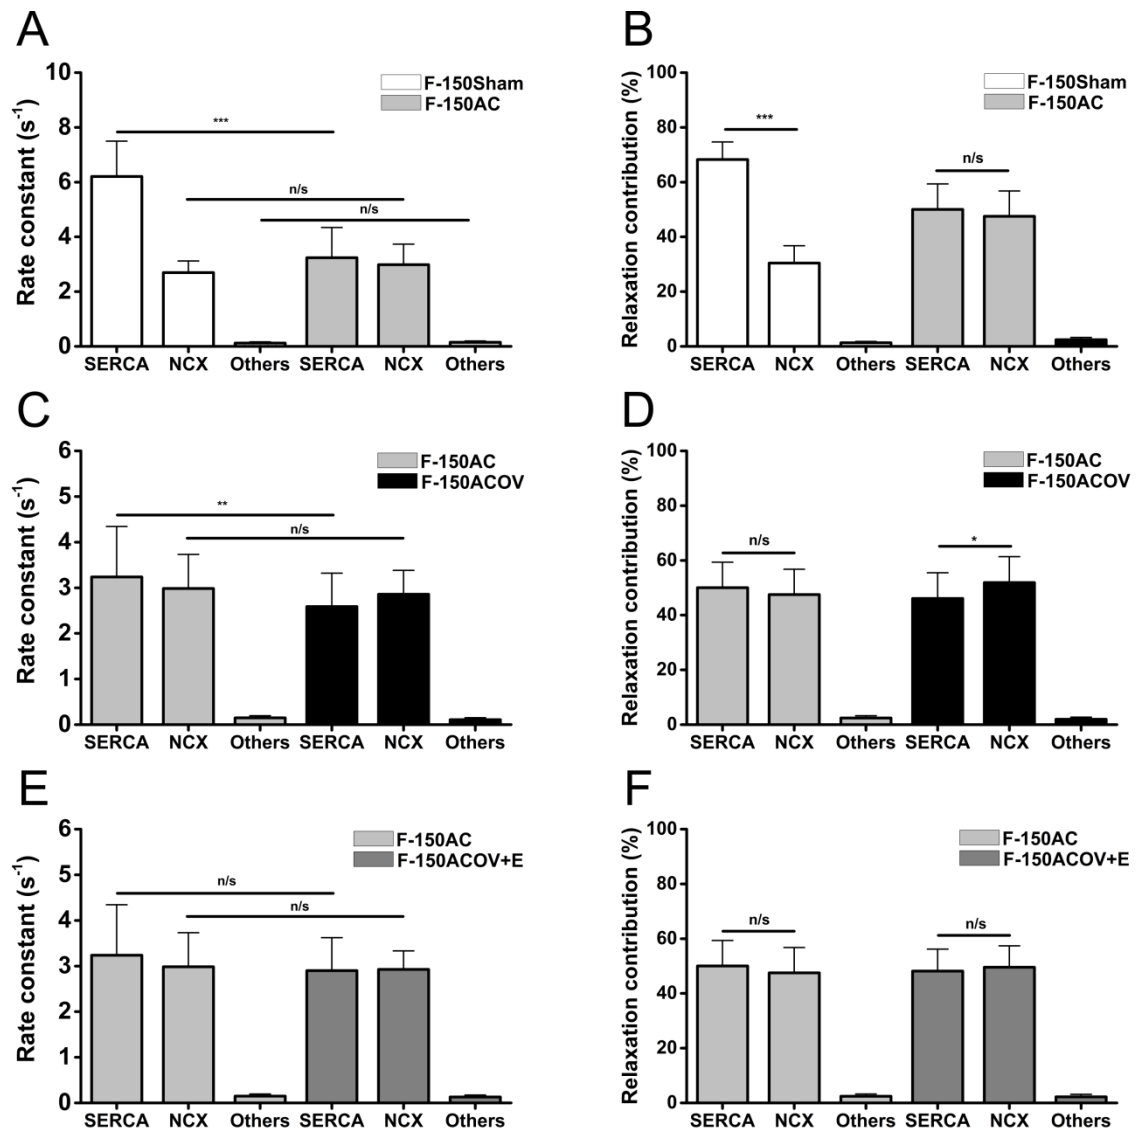 A
Rate constant (s-1)
10
8
6
4
2
0
F-150Sham
F-150AC
***
n/s
n/s
SERCA NCX Others SERCA NCX Others
B
Relaxation contribution (%)
100
80
60
40
20
0
F-150Sham
F-150AC
***
n/s
SERCA NCX Others SERCA NCX Others
C
Rate constant (s-1)
6
5
4
3
2
1
0
F-150AC
F-150ACOV
**
n/s
SERCA NCX Others SERCA NCX Others
D
Relaxation contribution (%)
100
80
60
40
20
0
F-150AC
F-150ACOV
n/s
*
SERCA NCX Others SERCA NCX Others
E
Rate constant (s-1)
6
5
4
3
2
1
0
F-150AC
F-150ACOV+E
n/s
n/s
SERCA NCX Others SERCA NCX Others
F
Relaxation contribution (%)
100
80
60
40
20
0
F-150AC
F-150ACOV+E
n/s
n/s
SERCA NCX Others SERCA NCX Others